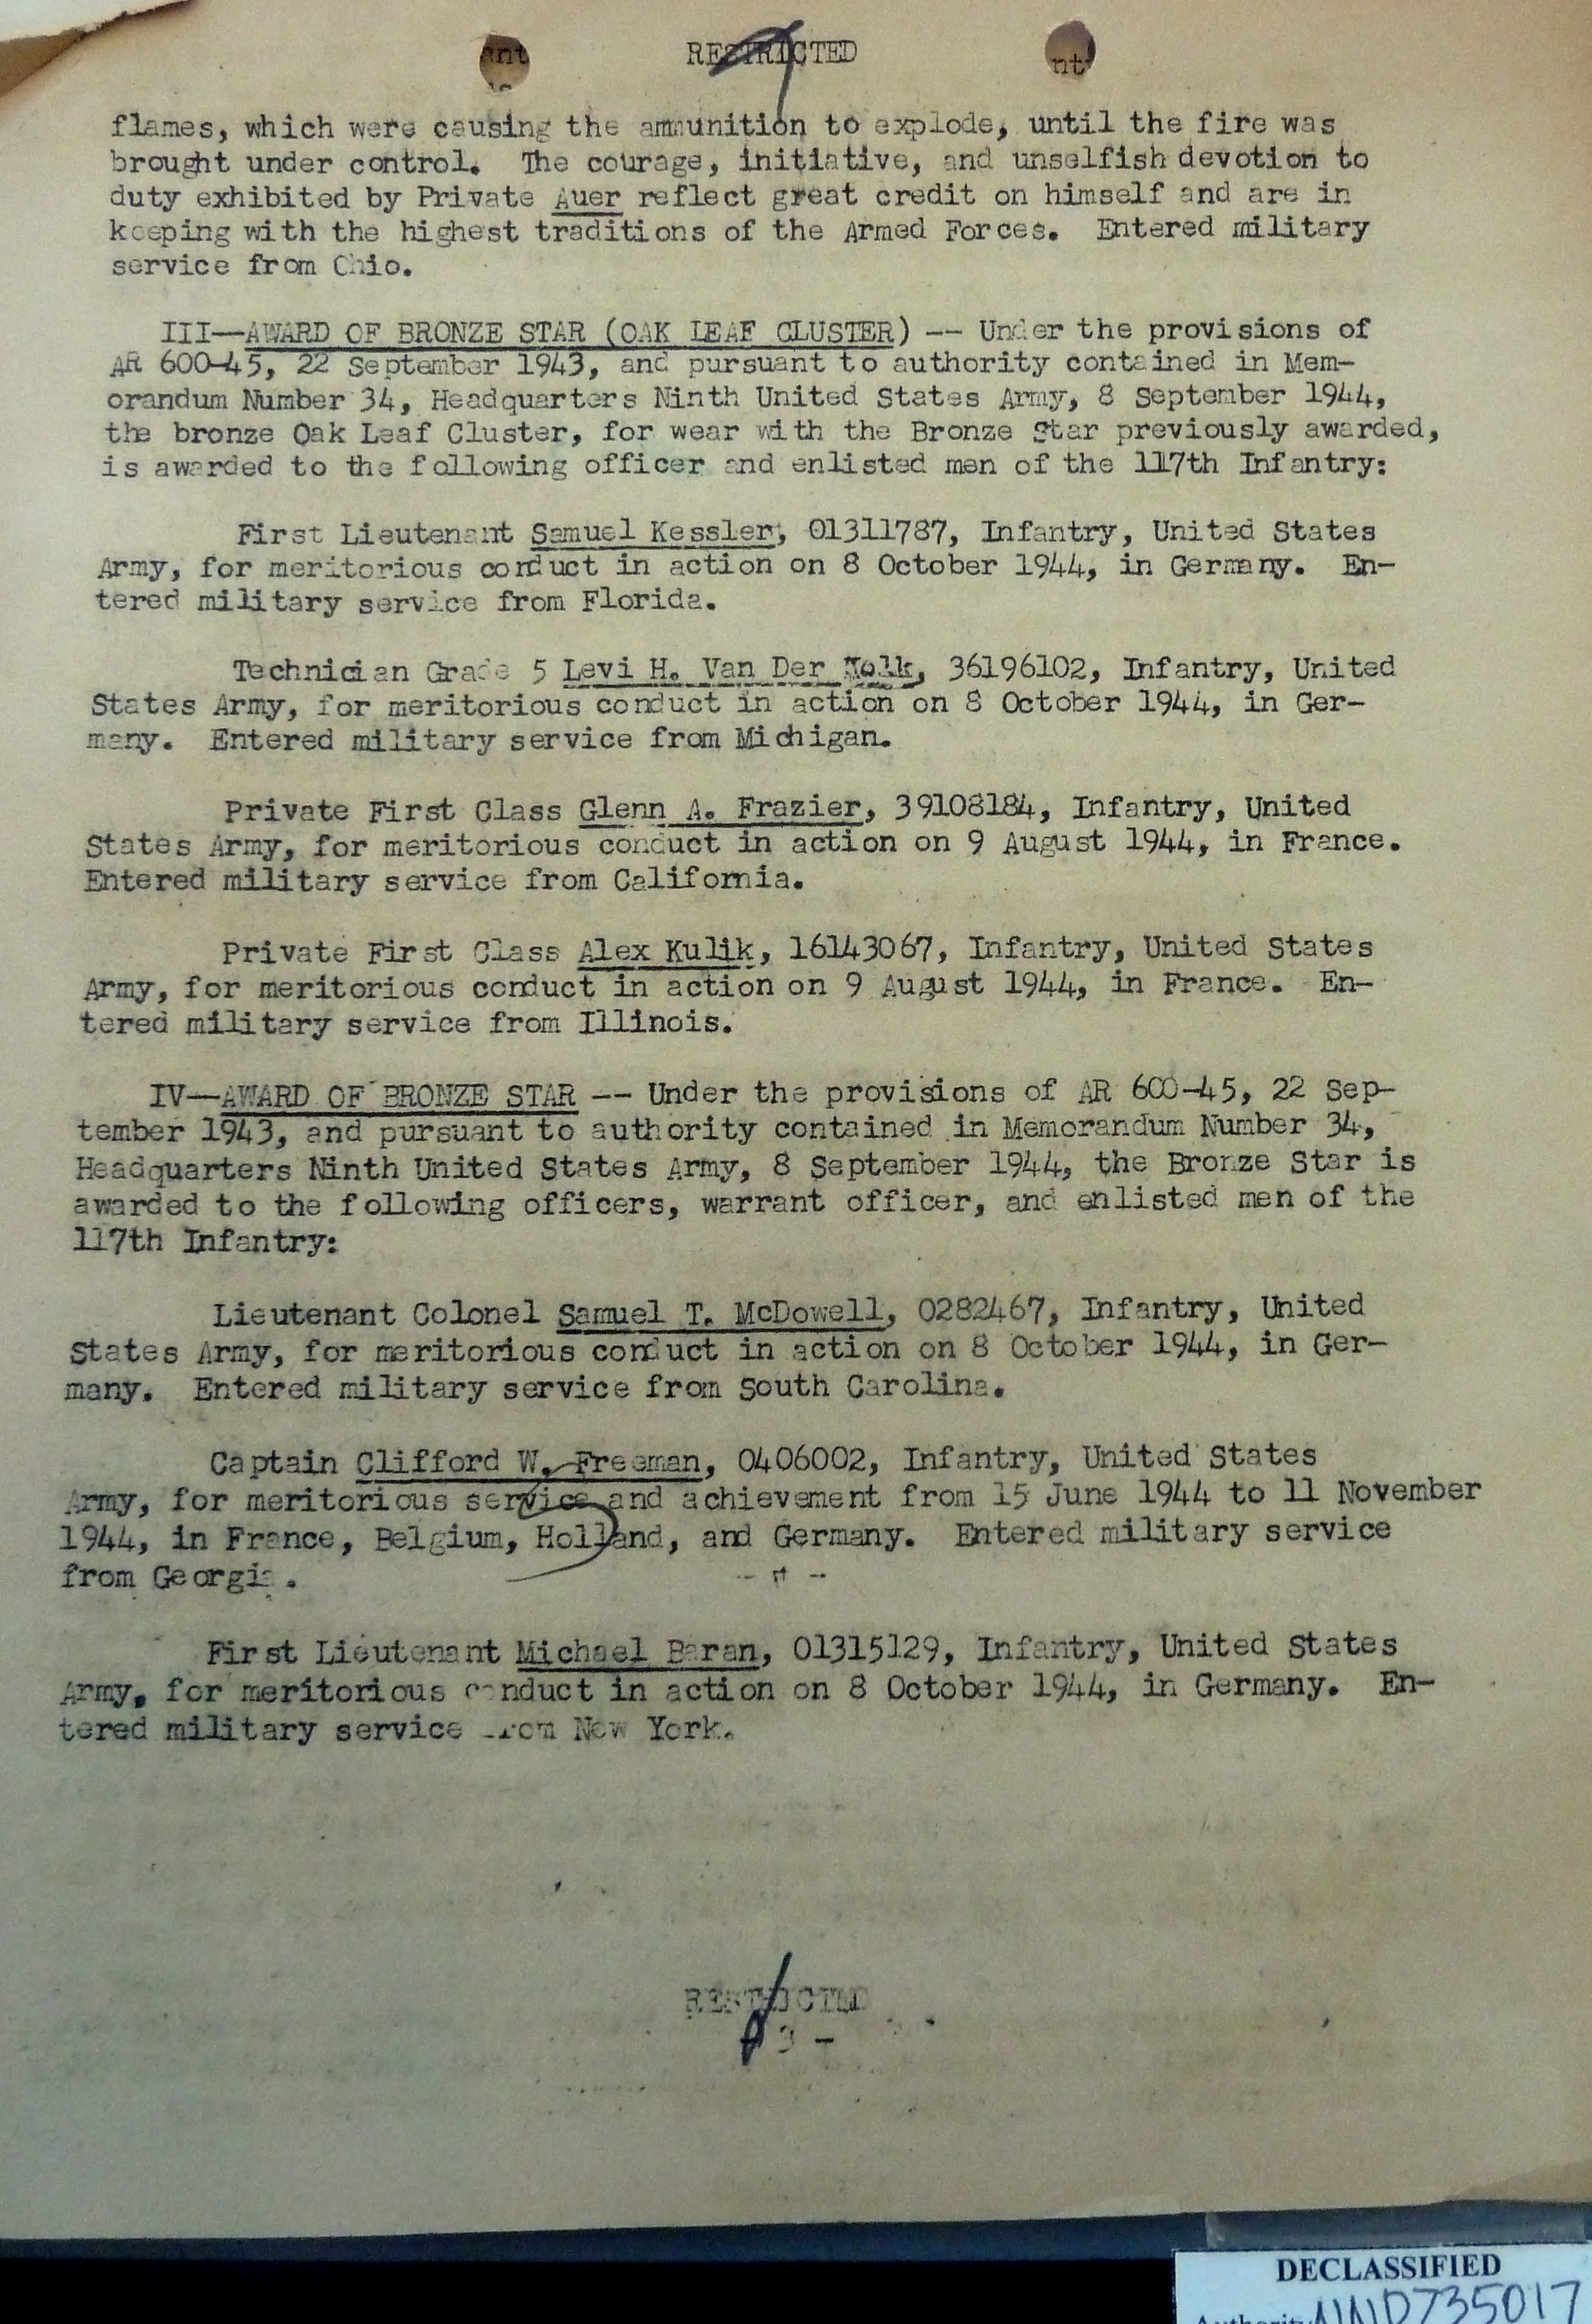 ant
RESTRICTED
nt
flames, which were causing the ammunition to explode, until the fire was
brought under control. The courage, initiative, and unselfish devotion to
duty exhibited by Private Auer reflect great credit on himself and are in
keeping with the highest traditions of the Armed Forces. Entered military
service from Ohio.
III—AWARD OF BRONZE STAR (OAK LEAF CLUSTER) -- Under the provisions of
AR 600-45, 22 September 1943, and pursuant to authority contained in Mem-
orandum Number 34, Headquarters Ninth United States Army, 8 September 1944,
the bronze Oak Leaf Cluster, for wear with the Bronze Star previously awarded,
is awarded to the following officer and enlisted men of the 117th Infantry:
First Lieutenant Samuel Kessler, 01311787, Infantry, United States
Army, for meritorious conduct in action on 8 October 1944, in Germany. En-
tered military service from Florida.
Technician Grade 5 Levi H. Van Der Kolk, 36196102, Infantry, United
States Army, for meritorious conduct in action on 8 October 1944, in Ger-
many. Entered military service from Michigan.
Private First Class Glenn A. Frazier, 39108184, Infantry, United
States Army, for meritorious conduct in action on 9 August 1944, in France.
Entered military service from California.
Private First Class Alex Kulik, 16143067, Infantry, United States
Army, for meritorious conduct in action on 9 August 1944, in France. En-
tered military service from Illinois.
IV—AWARD OF BRONZE STAR -- Under the provisions of AR 600-45, 22 Sep-
tember 1943, and pursuant to authority contained in Memorandum Number 34,
Headquarters Ninth United States Army, 8 September 1944, the Bronze Star is
awarded to the following officers, warrant officer, and enlisted men of the
117th Infantry:
Lieutenant Colonel Samuel T. McDowell, 0282467, Infantry, United
States Army, for meritorious conduct in action on 8 October 1944, in Ger-
many. Entered military service from South Carolina.
Captain Clifford W. Freeman, 0406002, Infantry, United States
Army, for meritorious service and achievement from 15 June 1944 to 11 November
1944, in France, Belgium, Holland, and Germany. Entered military service
from Georgia.
First Lieutenant Michael Baran, 01315129, Infantry, United States
Army, for meritorious conduct in action on 8 October 1944, in Germany. En-
tered military service from New York.
RESTRICTED
3 -
DECLASSIFIED
Authority NND735017